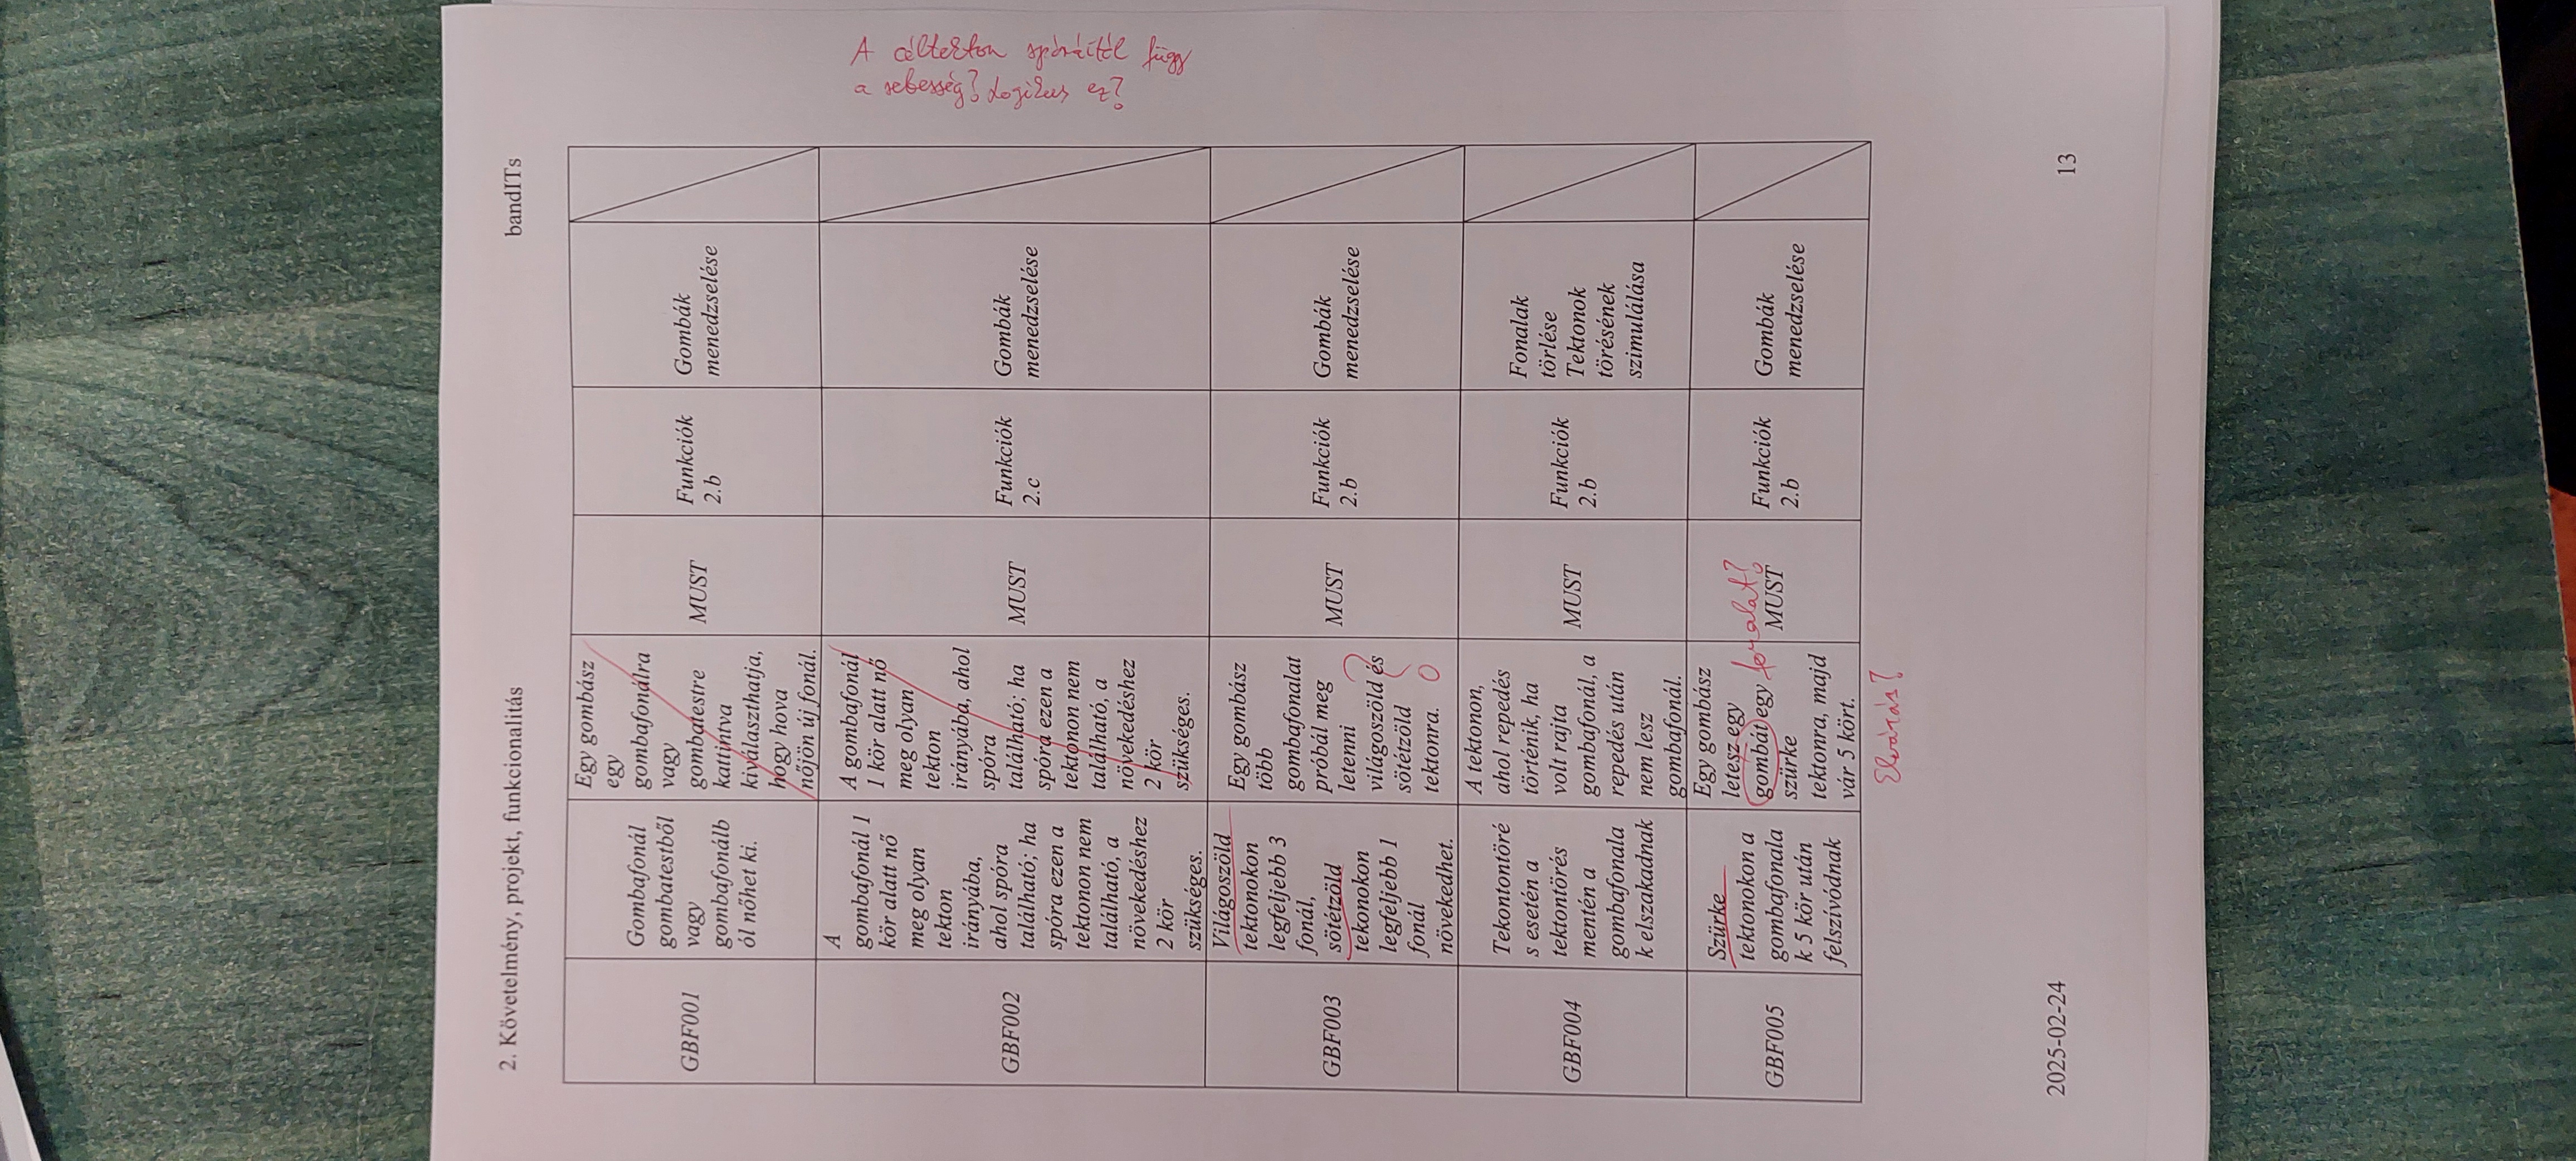 2. Követelmény, projekt, funkcionalitás
bandITs
GBF001
Gombafonál
gombatestből
vagy
gombafonálb
ól nőhet ki.
Egy gombász
egy
gombafonálra
vagy
gombatestre
kattintva
kiválaszthatja,
hogy hova
nőjön új fonál.
MUST
Funkciók
2.b
Gombák
menedzselése
GBF002
A
gombafonál 1
kör alatt nő
meg olyan
tekton
irányába,
ahol spóra
található; ha
spóra ezen a
tektonon nem
található, a
növekedéshez
2 kör
szükséges.
A gombafonál
1 kör alatt nő
meg olyan
tekton
irányába, ahol
spóra
található; ha
spóra ezen a
tektonon nem
található, a
növekedéshez
2 kör
szükséges.
MUST
Funkciók
2.c
Gombák
menedzselése
A céltekton spóráitól függ
a sebesség? Logikus ez?
GBF003
Világoszöld
tektonokon
legfeljebb 3
fonál,
sötétzöld
tekonokon
legfeljebb 1
fonál
növekedhet.
Egy gombász
több
gombafonalat
próbál meg
letenni
világoszöld és
sötétzöld
tektonra.
?
MUST
Funkciók
2.b
Gombák
menedzselése
GBF004
Tekontontöré
s esetén a
tektontörés
mentén a
gombafonala
k elszakadnak
A tektonon,
ahol repedés
történik, ha
volt rajta
gombafonál, a
repedés után
nem lesz
gombafonál.
MUST
Funkciók
2.b
Fonalak
törlése
Tektonok
törésének
szimulálása
GBF005
Szürke
tektonokon a
gombafonala
k 5 kör után
felszívódnak
Egy gombász
letesz egy
gombát egy
szürke
tektonra, majd
vár 5 kört.
fonalat?
MUST
Funkciók
2.b
Gombák
menedzselése
Elvárás?
2025-02-24
13